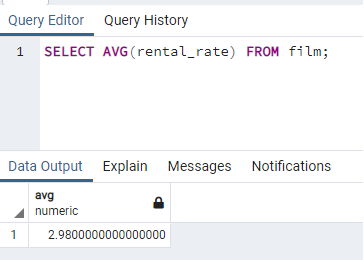 Query Editor Query History
1 SELECT AVG(rental_rate) FROM film;
Data Output Explain Messages Notifications
avg
numeric
1 2.9800000000000000